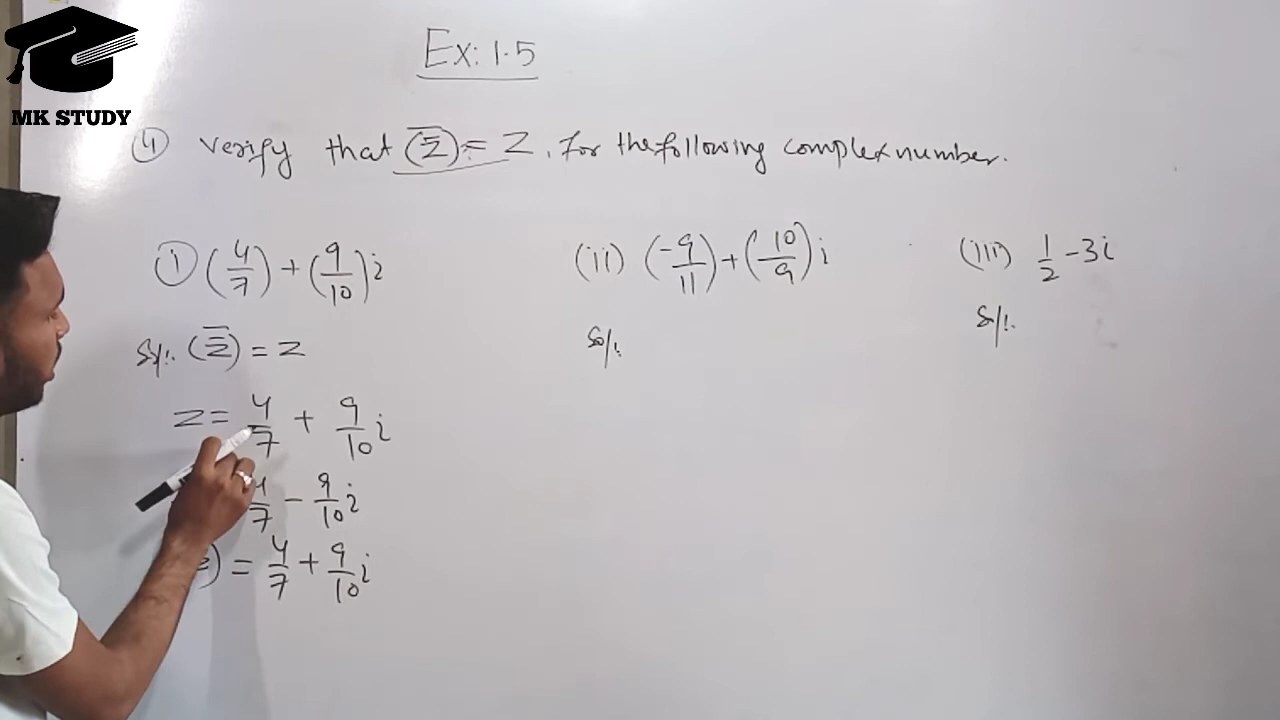 MK STUDY
Ex: 1.5
④ Verify that (z̿) = z, for the following complex number.
① (4/7) + (9/10)i
(ii) (-9/11) + (-10/9)i
(iii) 1/2 - 3i
Sol. (z̿) = z
Sol.
Sol.
z = 4/7 + 9/10 i
4/7 - 9/10 i
) = 4/7 + 9/10 i